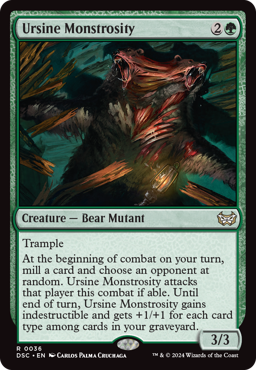 Ursine Monstrosity 2
Creature — Bear Mutant
Trample
At the beginning of combat on your turn,
mill a card and choose an opponent at
random. Ursine Monstrosity attacks
that player this combat if able. Until
end of turn, Ursine Monstrosity gains
indestructible and gets +1/+1 for each card
type among cards in your graveyard.
3/3
R 0036
DSC • EN CARLOS PALMA CRUCHAGA ™ & © 2024 Wizards of the Coast